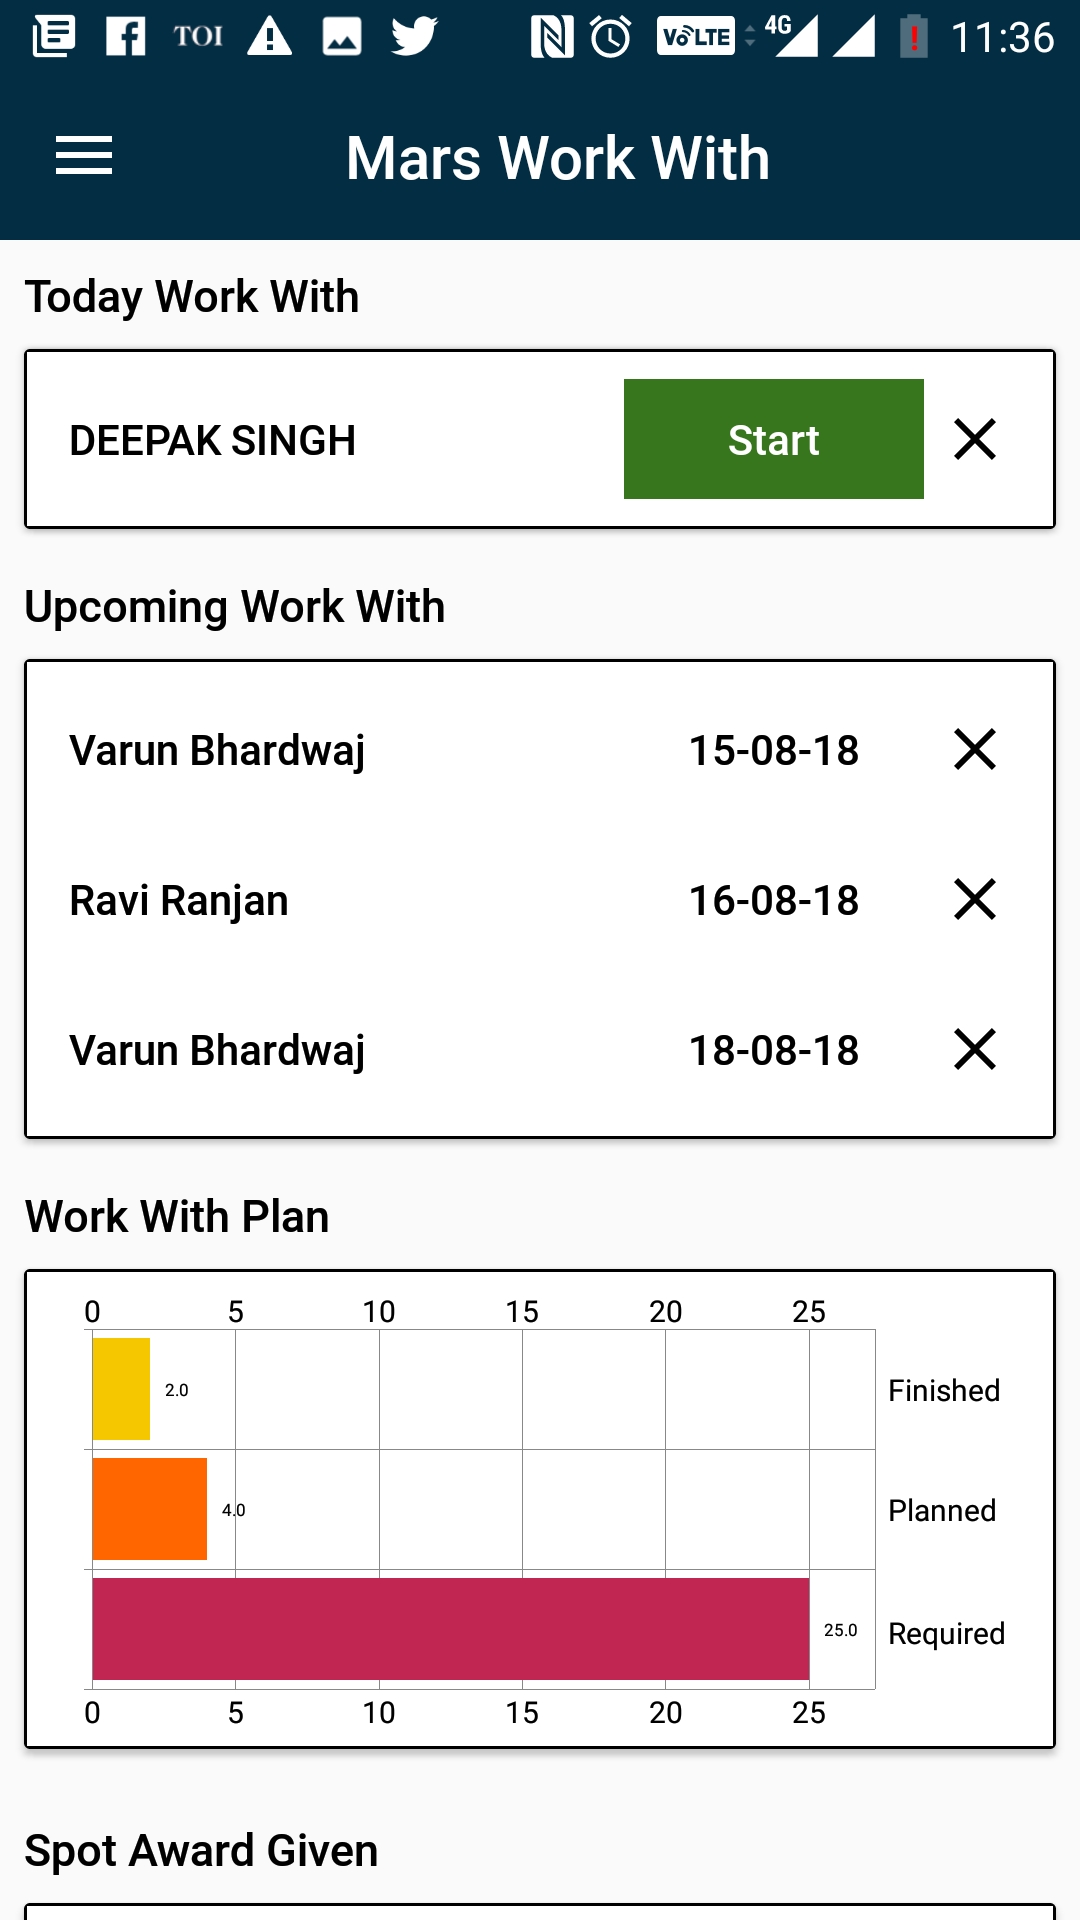 TOI VoLTE 4G 11:36
Mars Work With
Today Work With
DEEPAK SINGH Start
Upcoming Work With
Varun Bhardwaj 15-08-18
Ravi Ranjan 16-08-18
Varun Bhardwaj 18-08-18
Work With Plan
0 5 10 15 20 25
2.0 Finished
4.0 Planned
25.0 Required
0 5 10 15 20 25
Spot Award Given